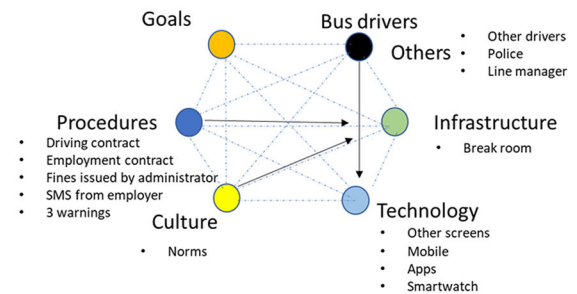 Goals
Bus drivers
Others
• Other drivers
• Police
• Line manager
Procedures
• Driving contract
• Employment contract
• Fines issued by administrator
• SMS from employer
• 3 warnings
Infrastructure
• Break room
Culture
• Norms
Technology
• Other screens
• Mobile
• Apps
• Smartwatch